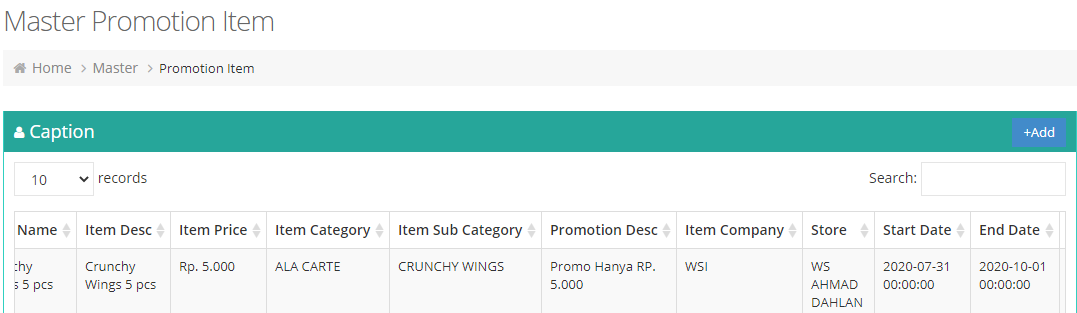 Master Promotion Item
Home > Master > Promotion Item
Caption
+Add
10 records
Search:
Name Item Desc Item Price Item Category Item Sub Category Promotion Desc Item Company Store Start Date End Date
Crunchy Rp. 5.000 ALA CARTE CRUNCHY WINGS Promo Hanya RP. WSI WS 2020-07-31 2020-10-01
5 pcs Wings 5 pcs 5.000 AHMAD 00:00:00 00:00:00
DAHLAN